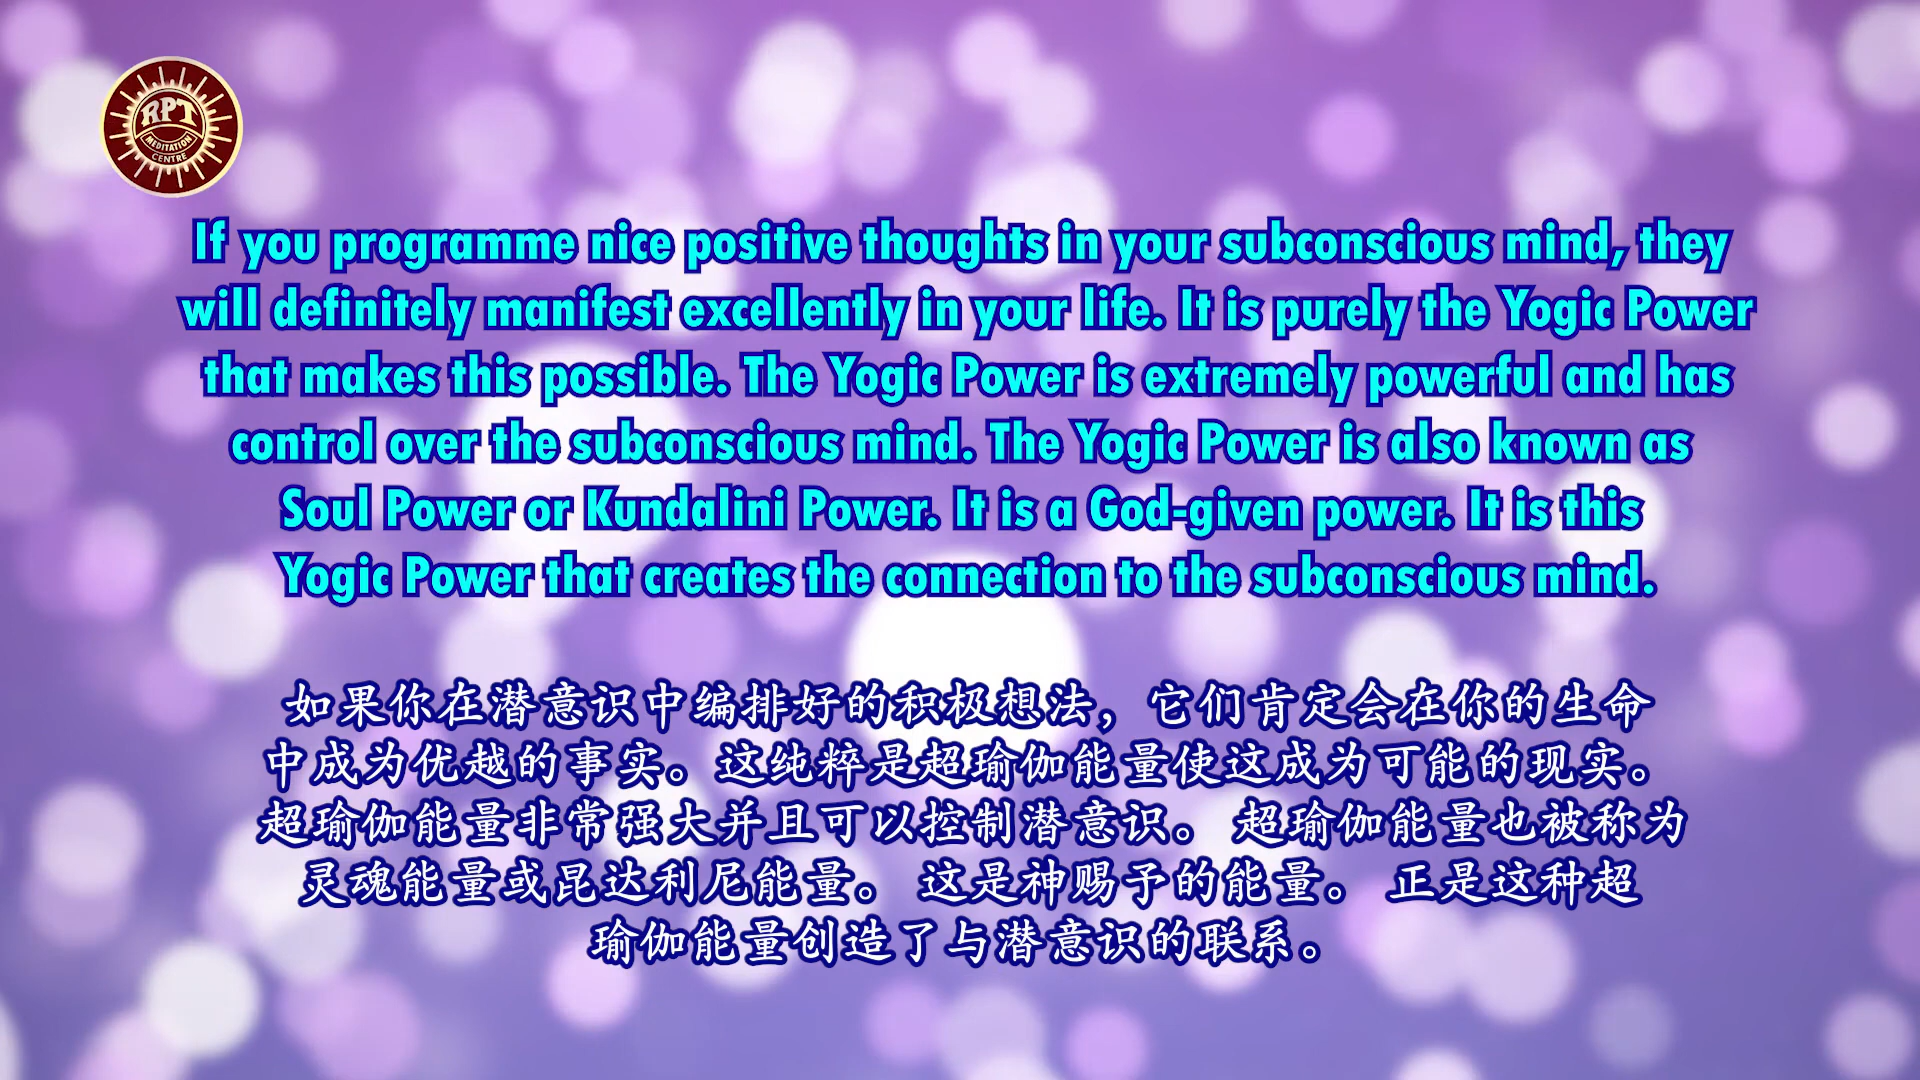 RPT
MEDITATION
CENTRE
If you programme nice positive thoughts in your subconscious mind, they
will definitely manifest excellently in your life. It is purely the Yogic Power
that makes this possible. The Yogic Power is extremely powerful and has
control over the subconscious mind. The Yogic Power is also known as
Soul Power or Kundalini Power. It is a God-given power. It is this
Yogic Power that creates the connection to the subconscious mind.
如果你在潜意识中编排好的积极想法，它们肯定会在你的生命
中成为优越的事实。这纯粹是超瑜伽能量使这成为可能的现实。
超瑜伽能量非常强大并且可以控制潜意识。 超瑜伽能量也被称为
灵魂能量或昆达利尼能量。 这是神赐予的能量。 正是这种超
瑜伽能量创造了与潜意识的联系。